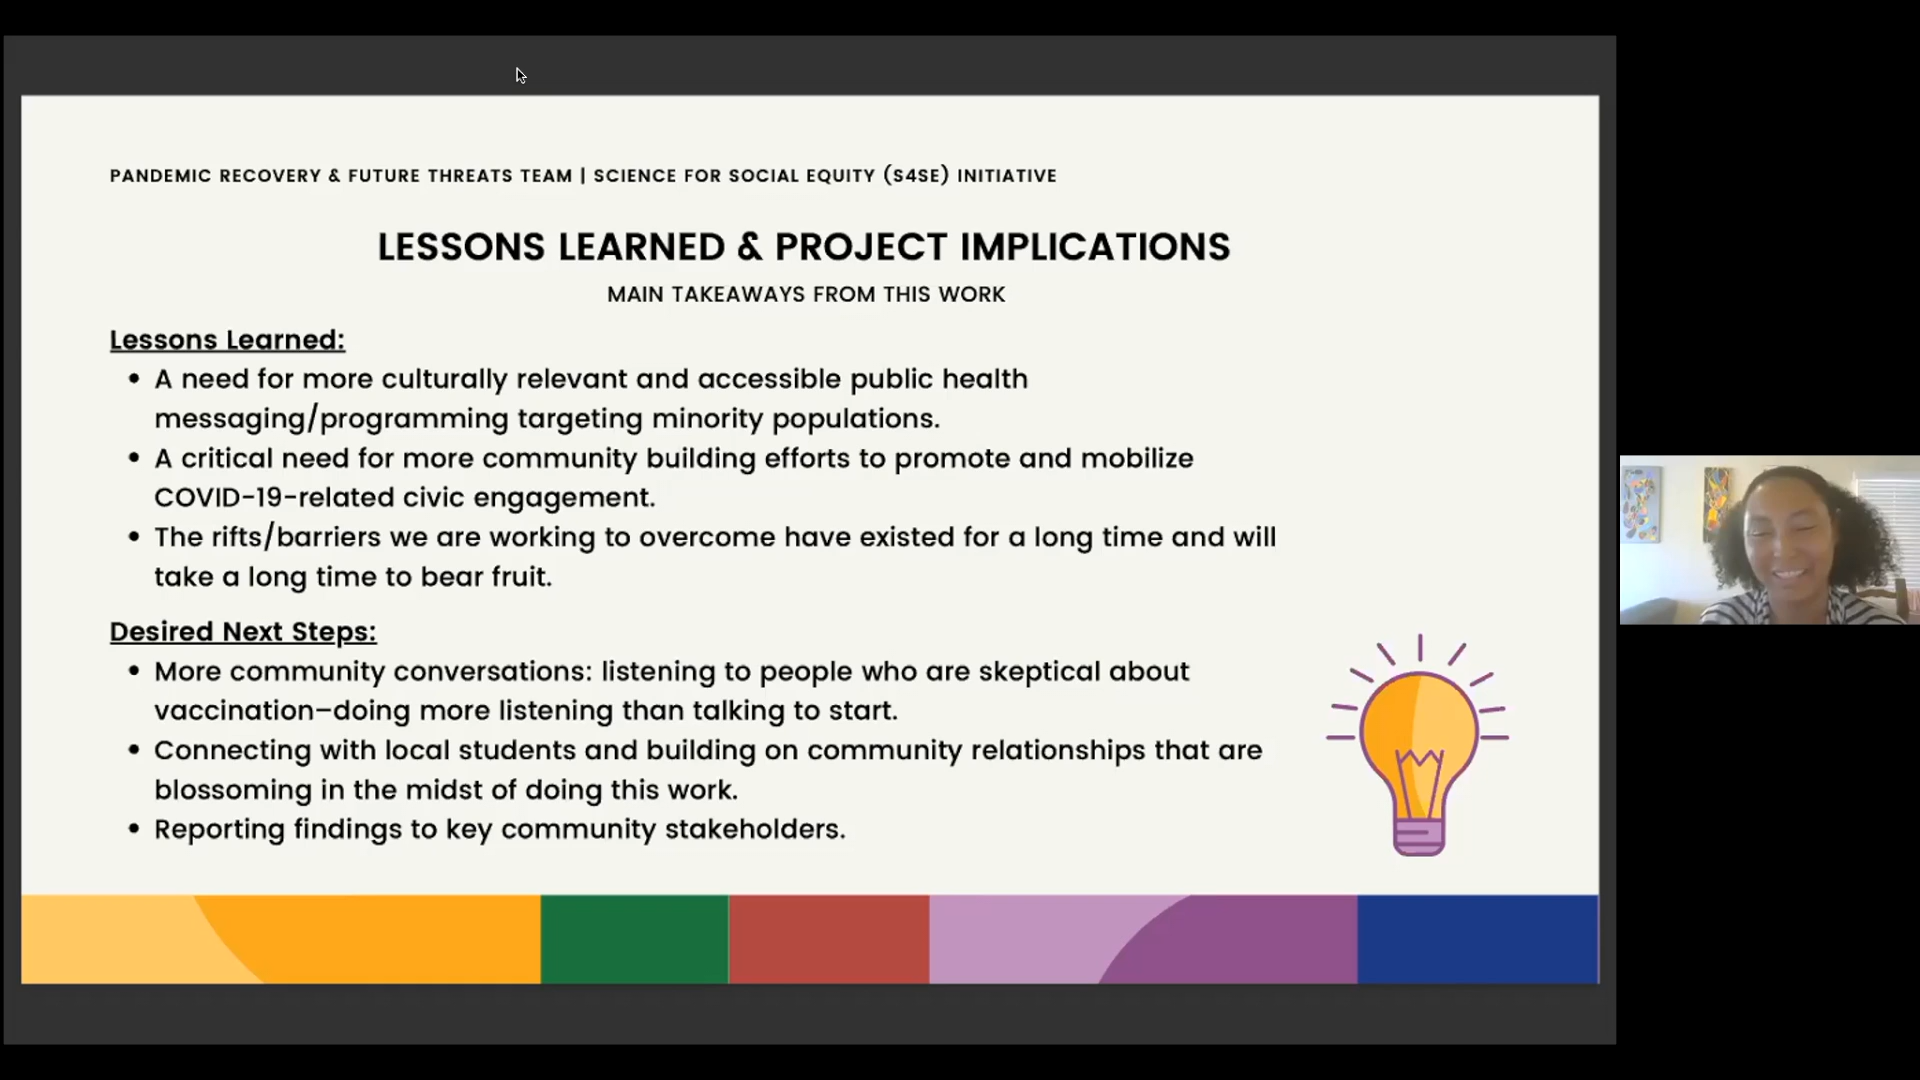 PANDEMIC RECOVERY & FUTURE THREATS TEAM | SCIENCE FOR SOCIAL EQUITY (S4SE) INITIATIVE
LESSONS LEARNED & PROJECT IMPLICATIONS
MAIN TAKEAWAYS FROM THIS WORK
Lessons Learned:
• A need for more culturally relevant and accessible public health
messaging/programming targeting minority populations.
• A critical need for more community building efforts to promote and mobilize
COVID-19-related civic engagement.
• The rifts/barriers we are working to overcome have existed for a long time and will
take a long time to bear fruit.
Desired Next Steps:
• More community conversations: listening to people who are skeptical about
vaccination–doing more listening than talking to start.
• Connecting with local students and building on community relationships that are
blossoming in the midst of doing this work.
• Reporting findings to key community stakeholders.